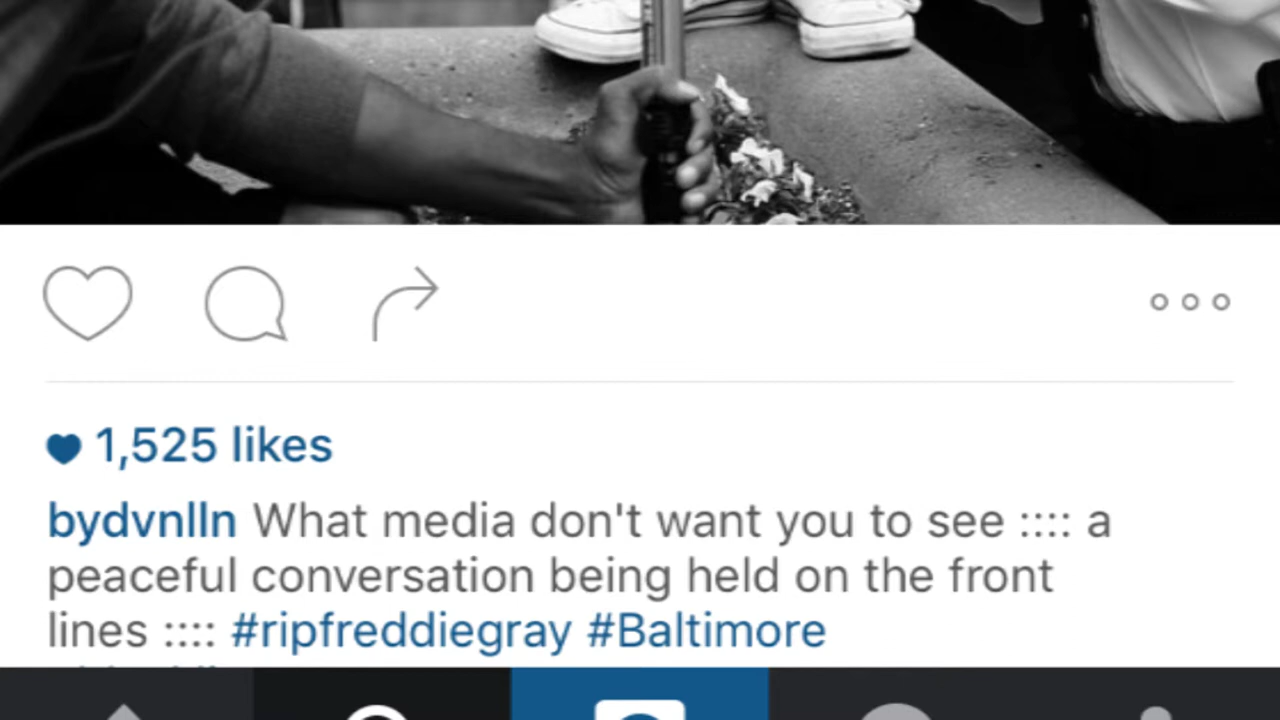 1,525 likes
bydvnlln What media don't want you to see :::: a
peaceful conversation being held on the front
lines :::: #ripfreddiegray #Baltimore